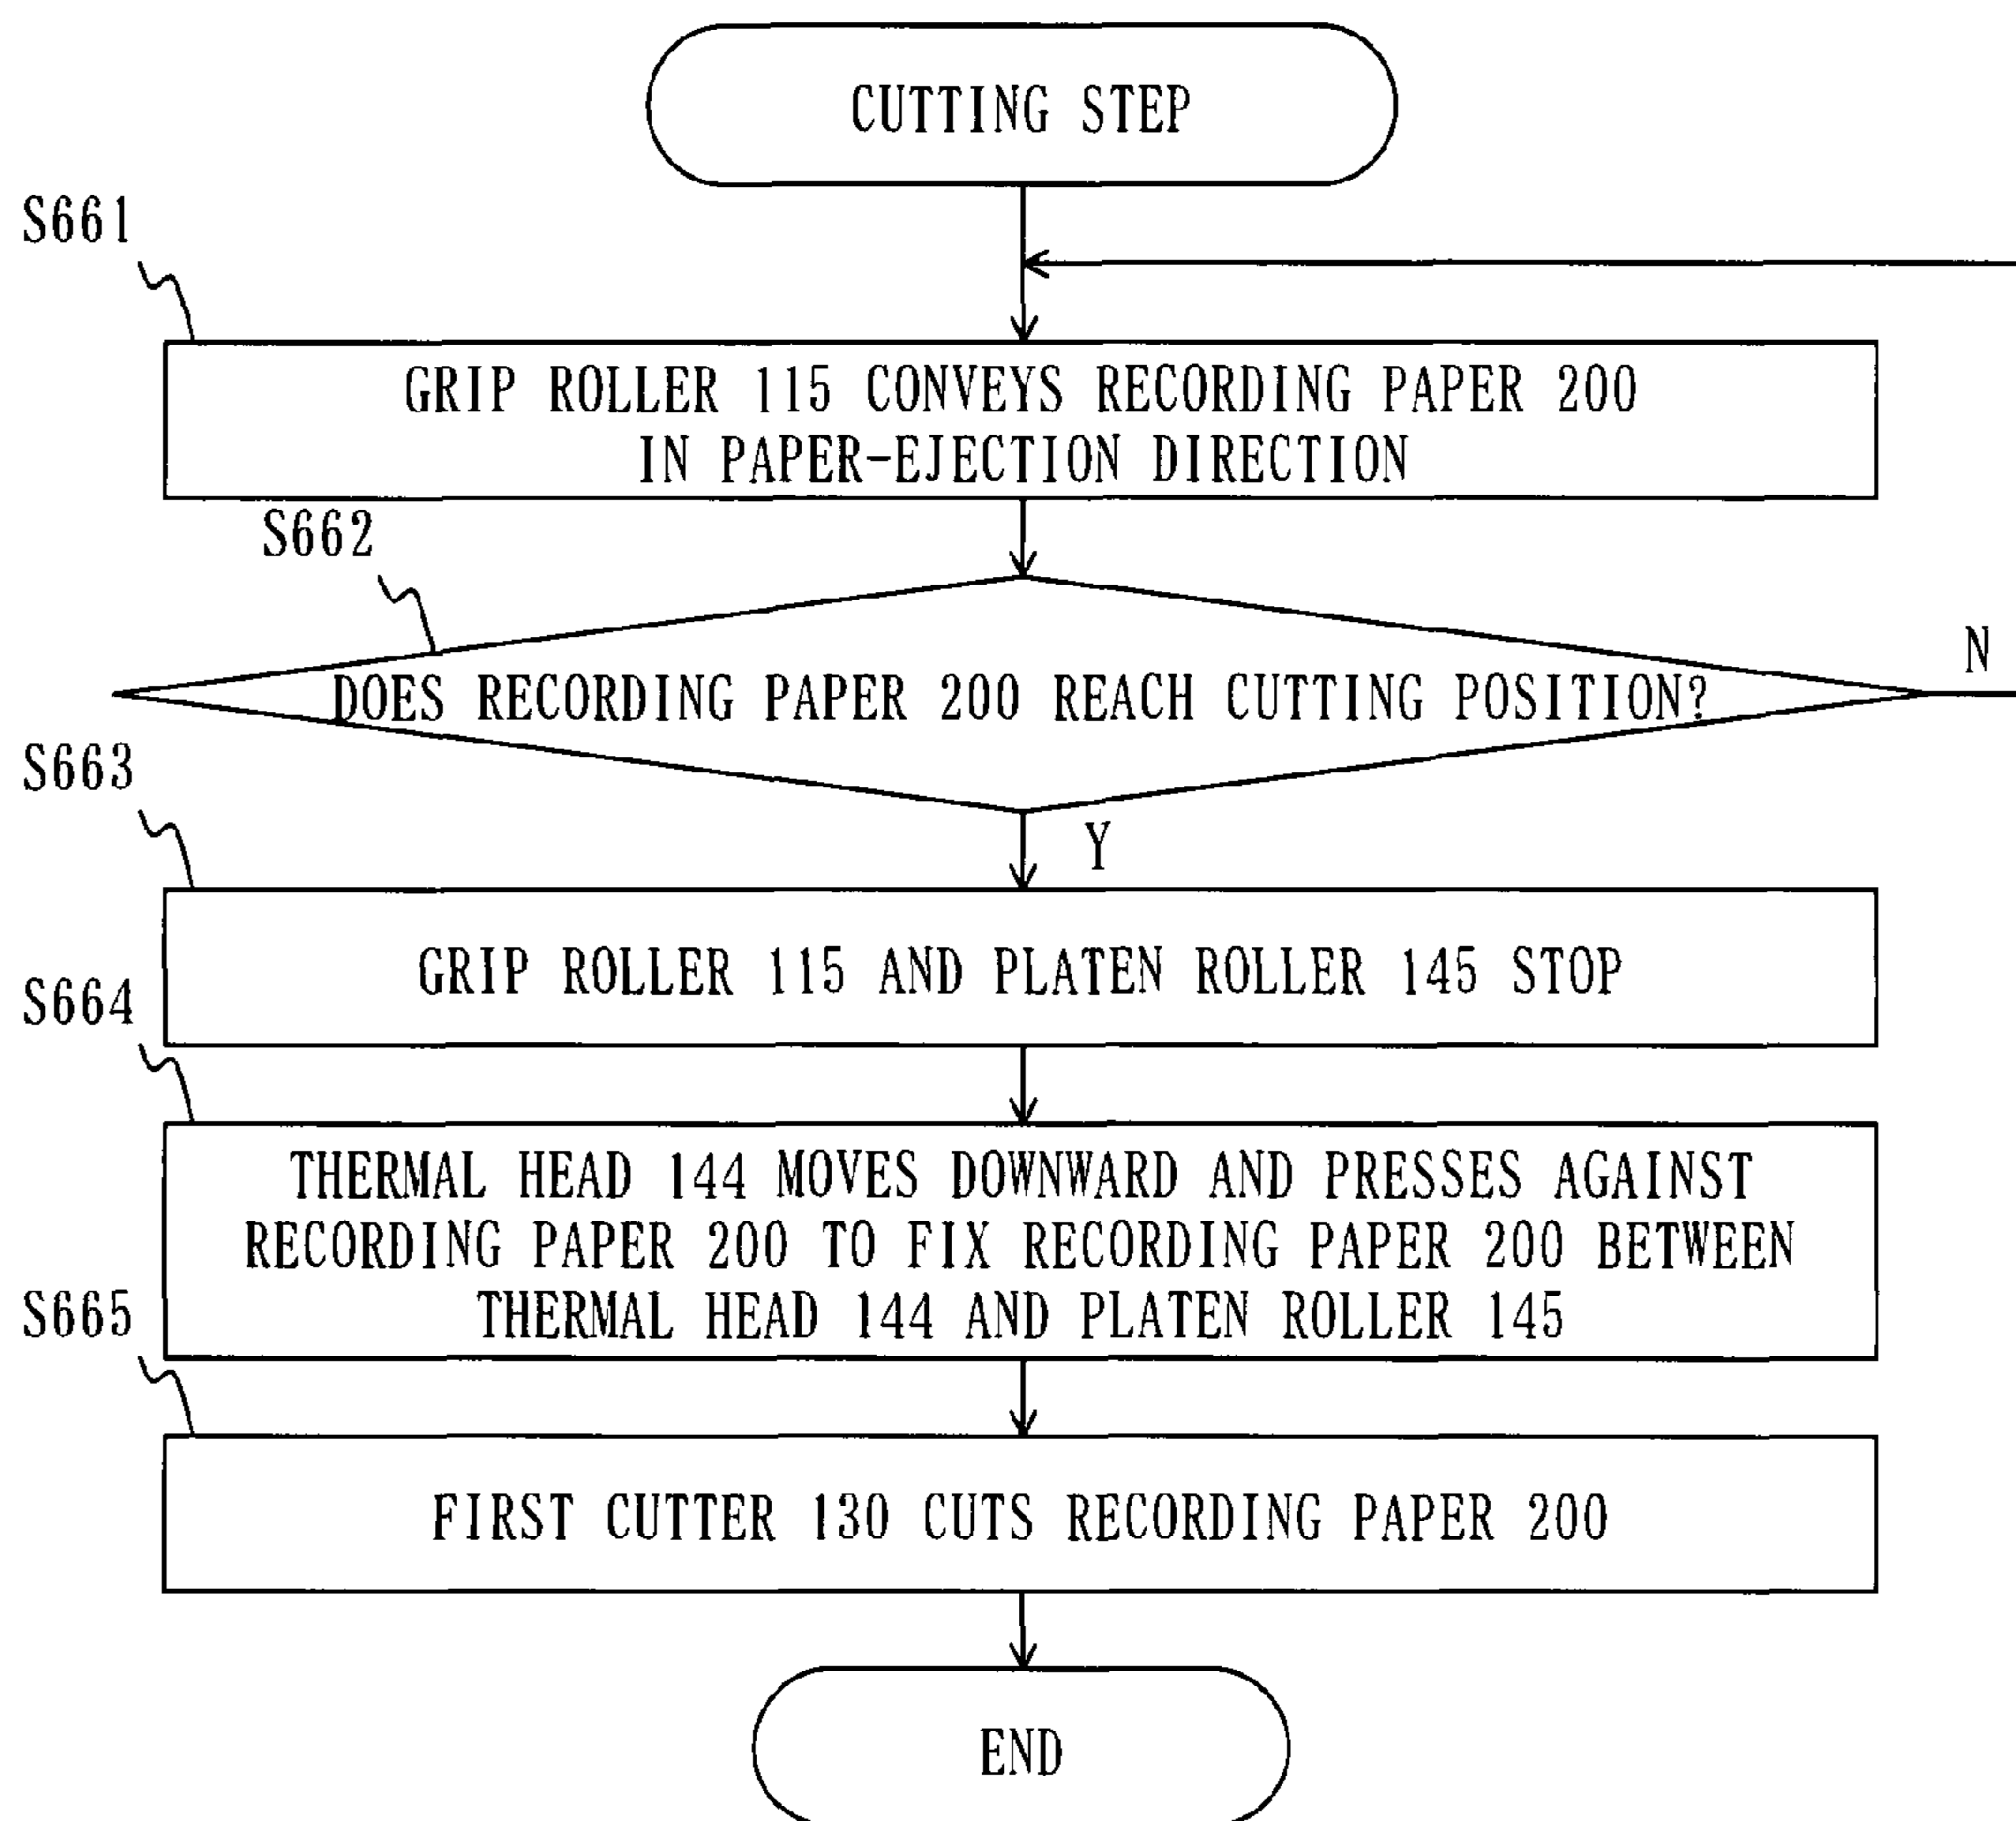 CUTTING STEP
S661
GRIP ROLLER 115 CONVEYS RECORDING PAPER 200
IN PAPER-EJECTION DIRECTION
S662
DOES RECORDING PAPER 200 REACH CUTTING POSITION?
N
S663
Y
GRIP ROLLER 115 AND PLATEN ROLLER 145 STOP
S664
THERMAL HEAD 144 MOVES DOWNWARD AND PRESSES AGAINST
RECORDING PAPER 200 TO FIX RECORDING PAPER 200 BETWEEN
THERMAL HEAD 144 AND PLATEN ROLLER 145
S665
FIRST CUTTER 130 CUTS RECORDING PAPER 200
END